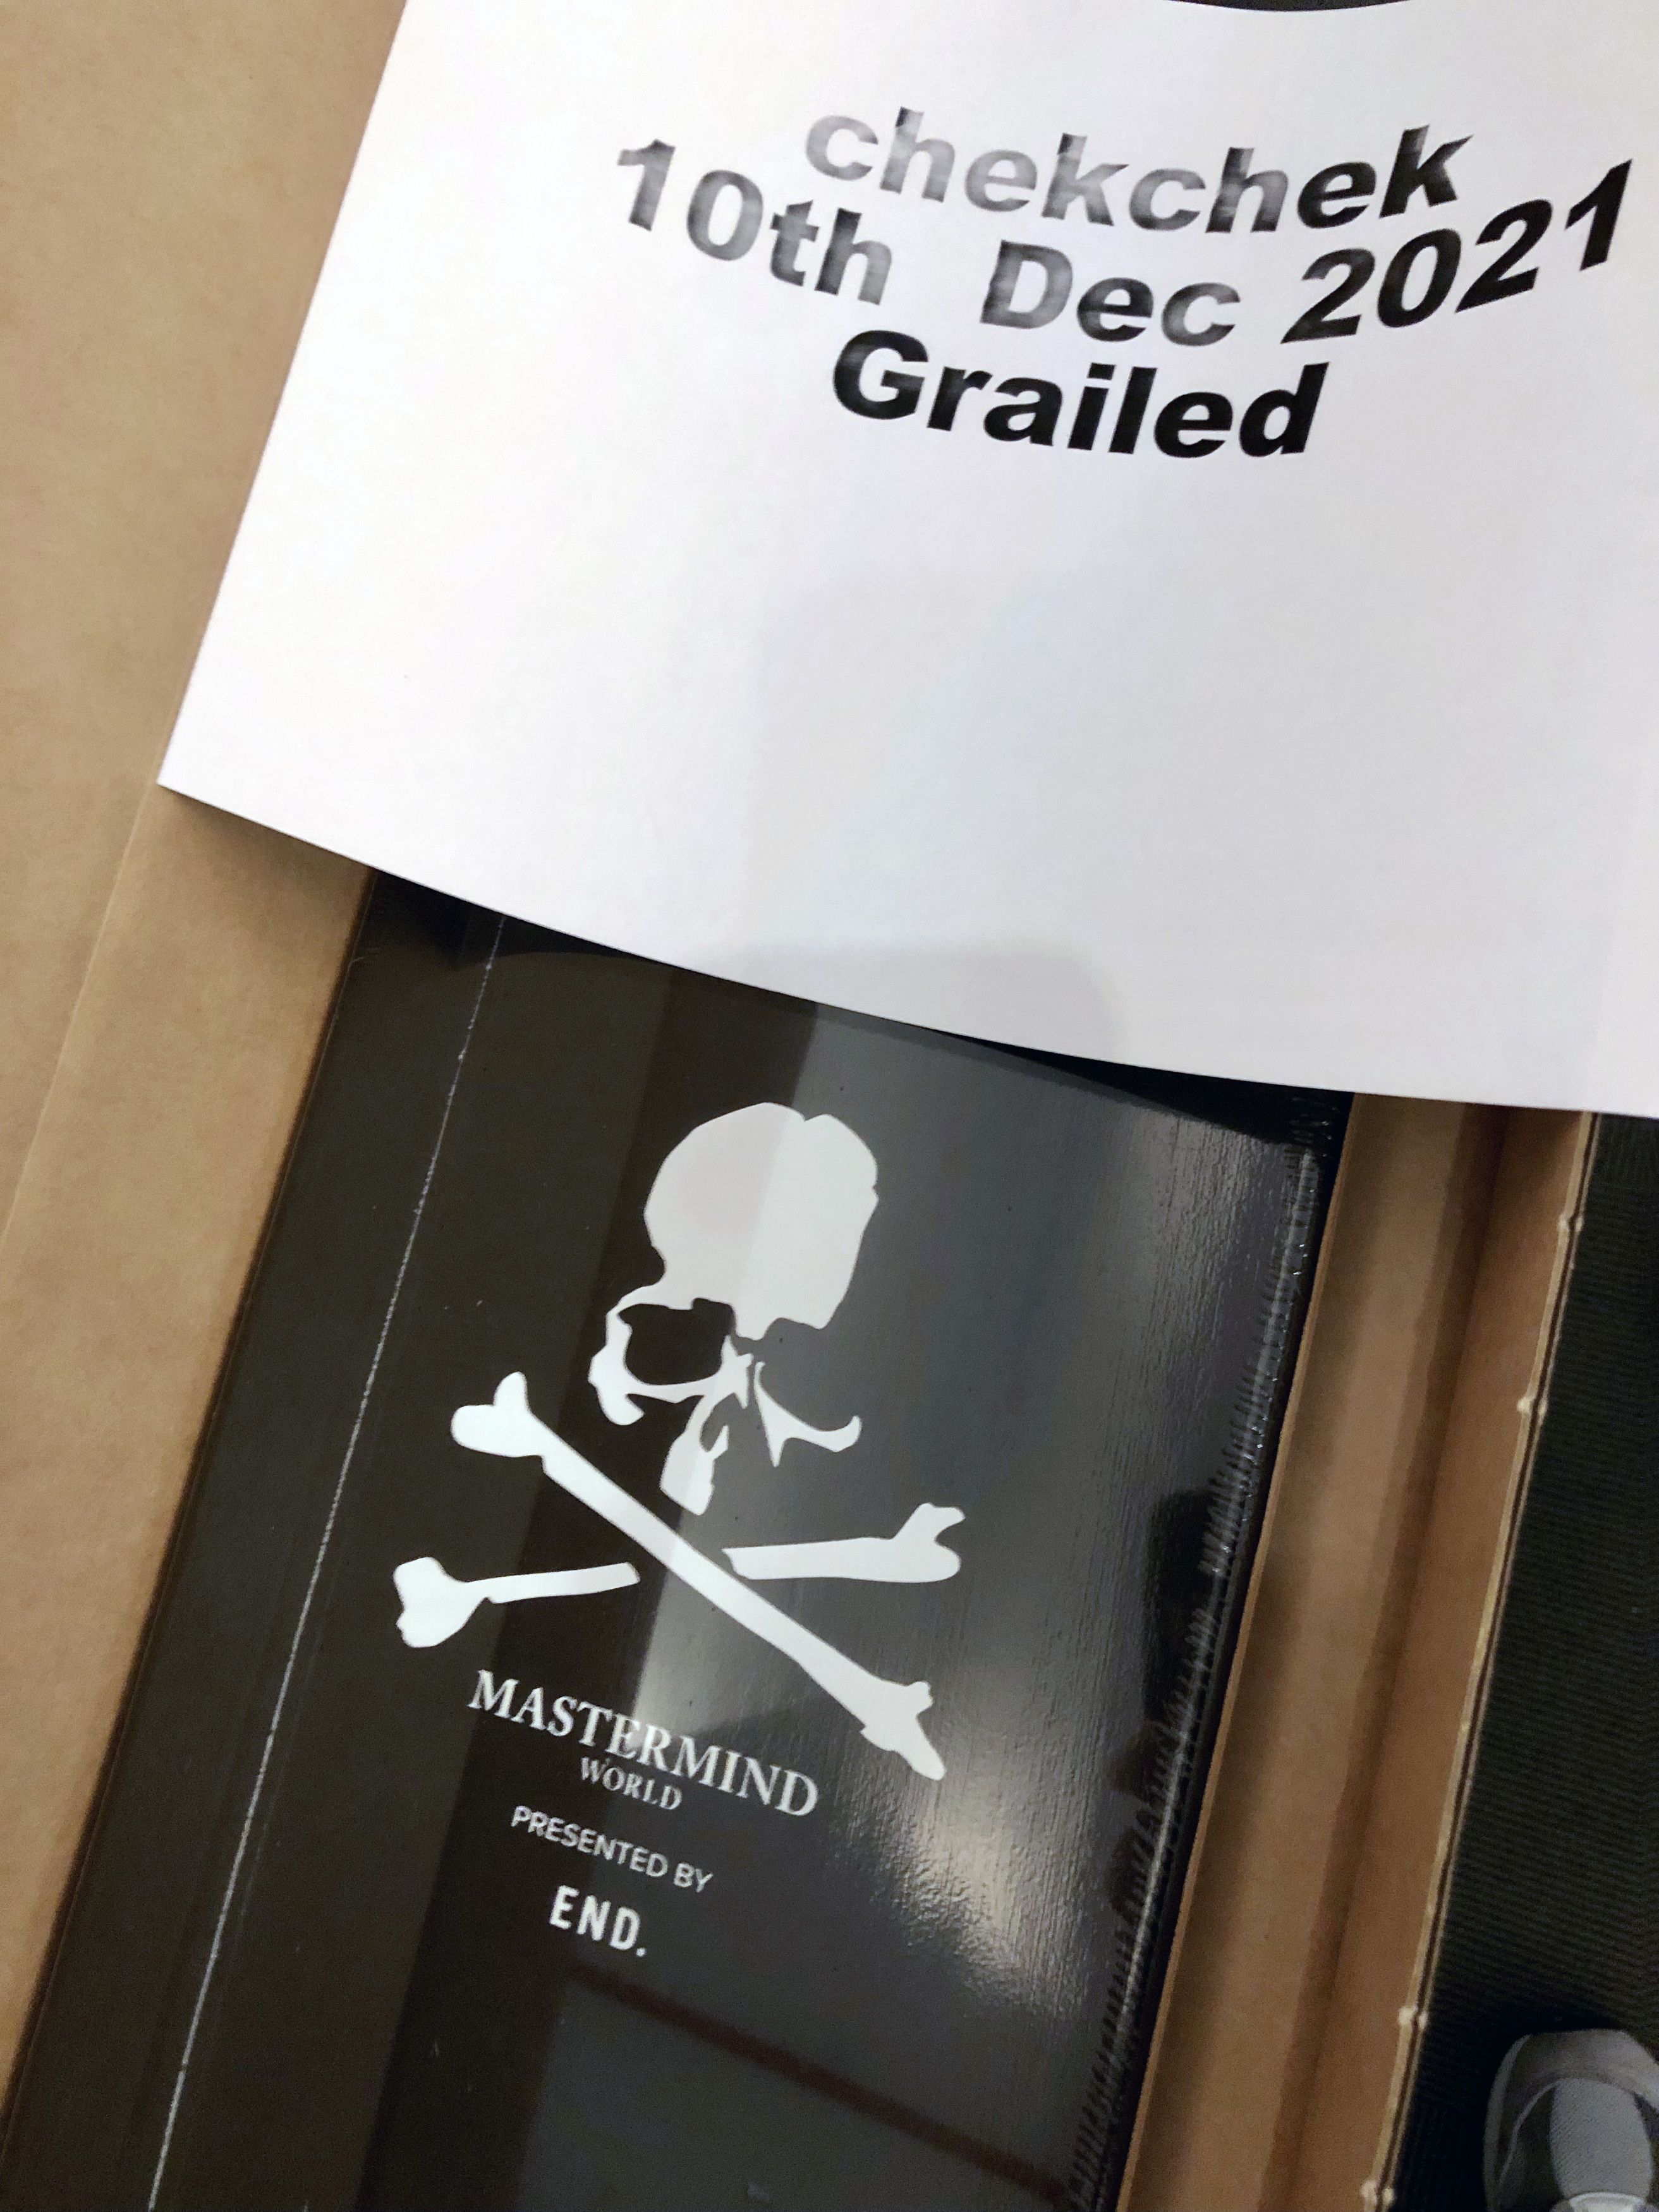 chekchek
10th Dec 2021
Grailed
MASTERMIND
WORLD
PRESENTED BY
END.